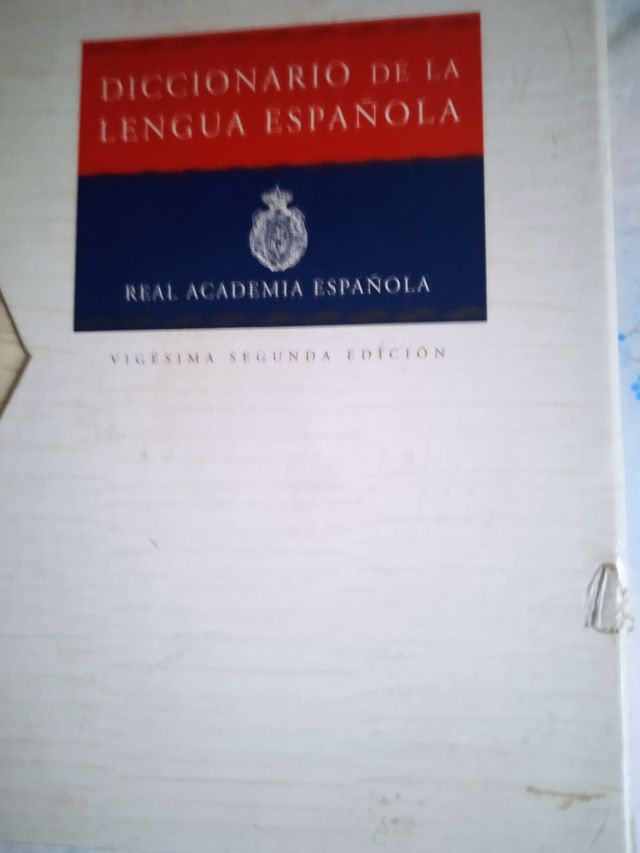 DICCIONARIO DE LA
LENGUA ESPAÑOLA
REAL ACADEMIA ESPAÑOLA
VIGÉSIMA SEGUNDA EDICIÓN